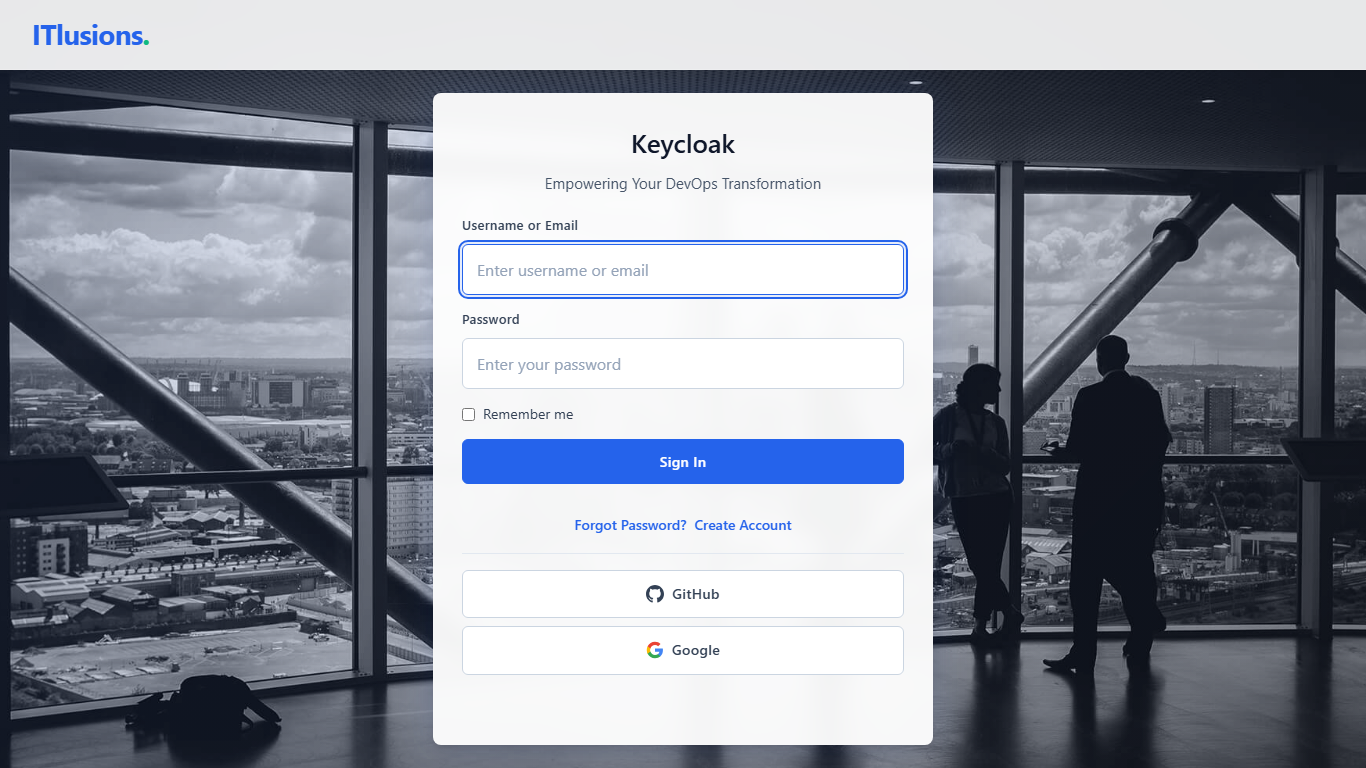 ITlusions.
Keycloak
Empowering Your DevOps Transformation
Username or Email
Enter username or email
Password
Enter your password
Remember me
Sign In
Forgot Password? Create Account
GitHub
Google